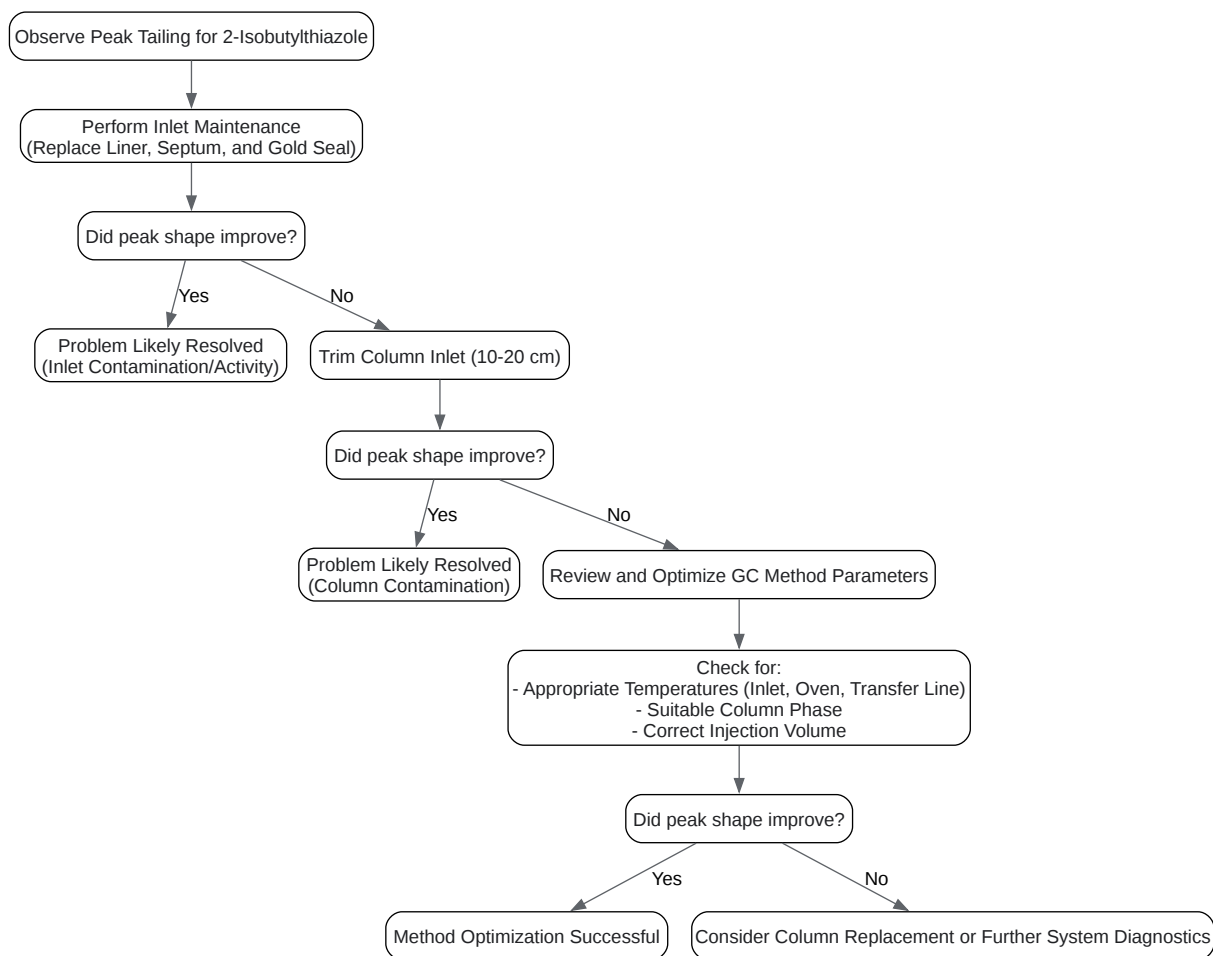 Observe Peak Tailing for 2-Isobutylthiazole
Perform Inlet Maintenance
(Replace Liner, Septum, and Gold Seal)
Did peak shape improve?
Yes
No
Problem Likely Resolved
(Inlet Contamination/Activity)
Trim Column Inlet (10-20 cm)
Did peak shape improve?
Yes
No
Problem Likely Resolved
(Column Contamination)
Review and Optimize GC Method Parameters
Check for:
- Appropriate Temperatures (Inlet, Oven, Transfer Line)
- Suitable Column Phase
- Correct Injection Volume
Did peak shape improve?
Yes
No
Method Optimization Successful
Consider Column Replacement or Further System Diagnostics